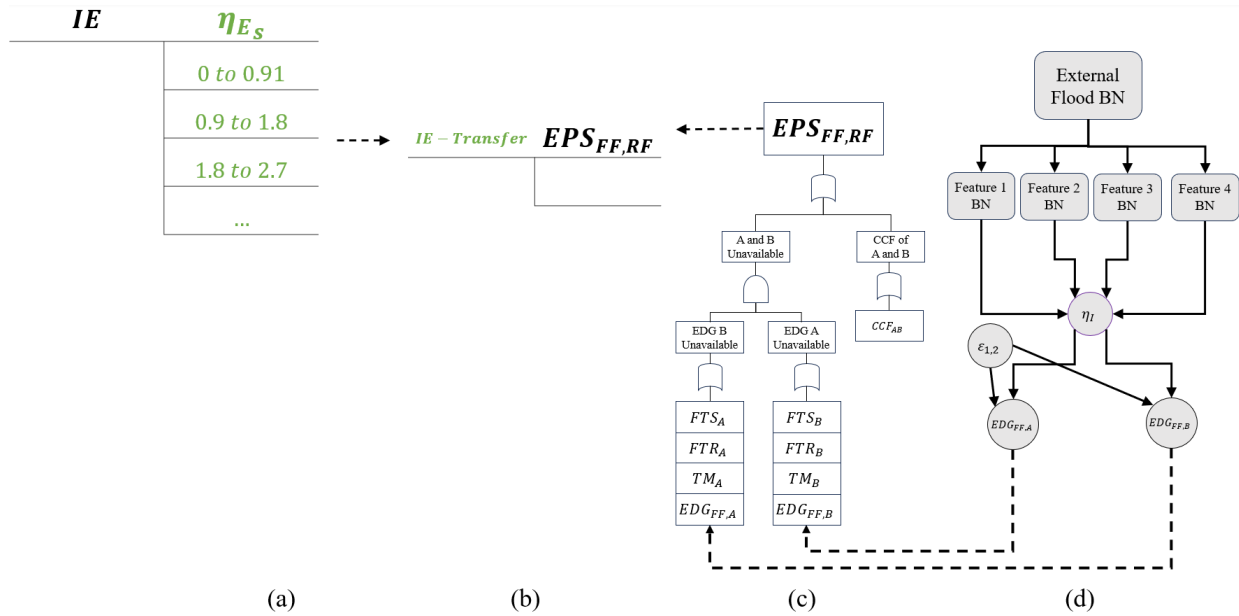 IE
η_{E_s}
0 to 0.91
0.9 to 1.8
1.8 to 2.7
...
(a)
IE − Transfer
EPS_{FF,RF}
(b)
EPS_{FF,RF}
A and B
Unavailable
CCF of
A and B
EDG B
Unavailable
EDG A
Unavailable
CCF_{AB}
FTS_A
FTR_A
TM_A
EDG_{FF,A}
FTS_B
FTR_B
TM_B
EDG_{FF,B}
(c)
External
Flood BN
Feature 1
BN
Feature 2
BN
Feature 3
BN
Feature 4
BN
η_I
ε_{1,2}
EDG_{FF,A}
EDG_{FF,B}
(d)